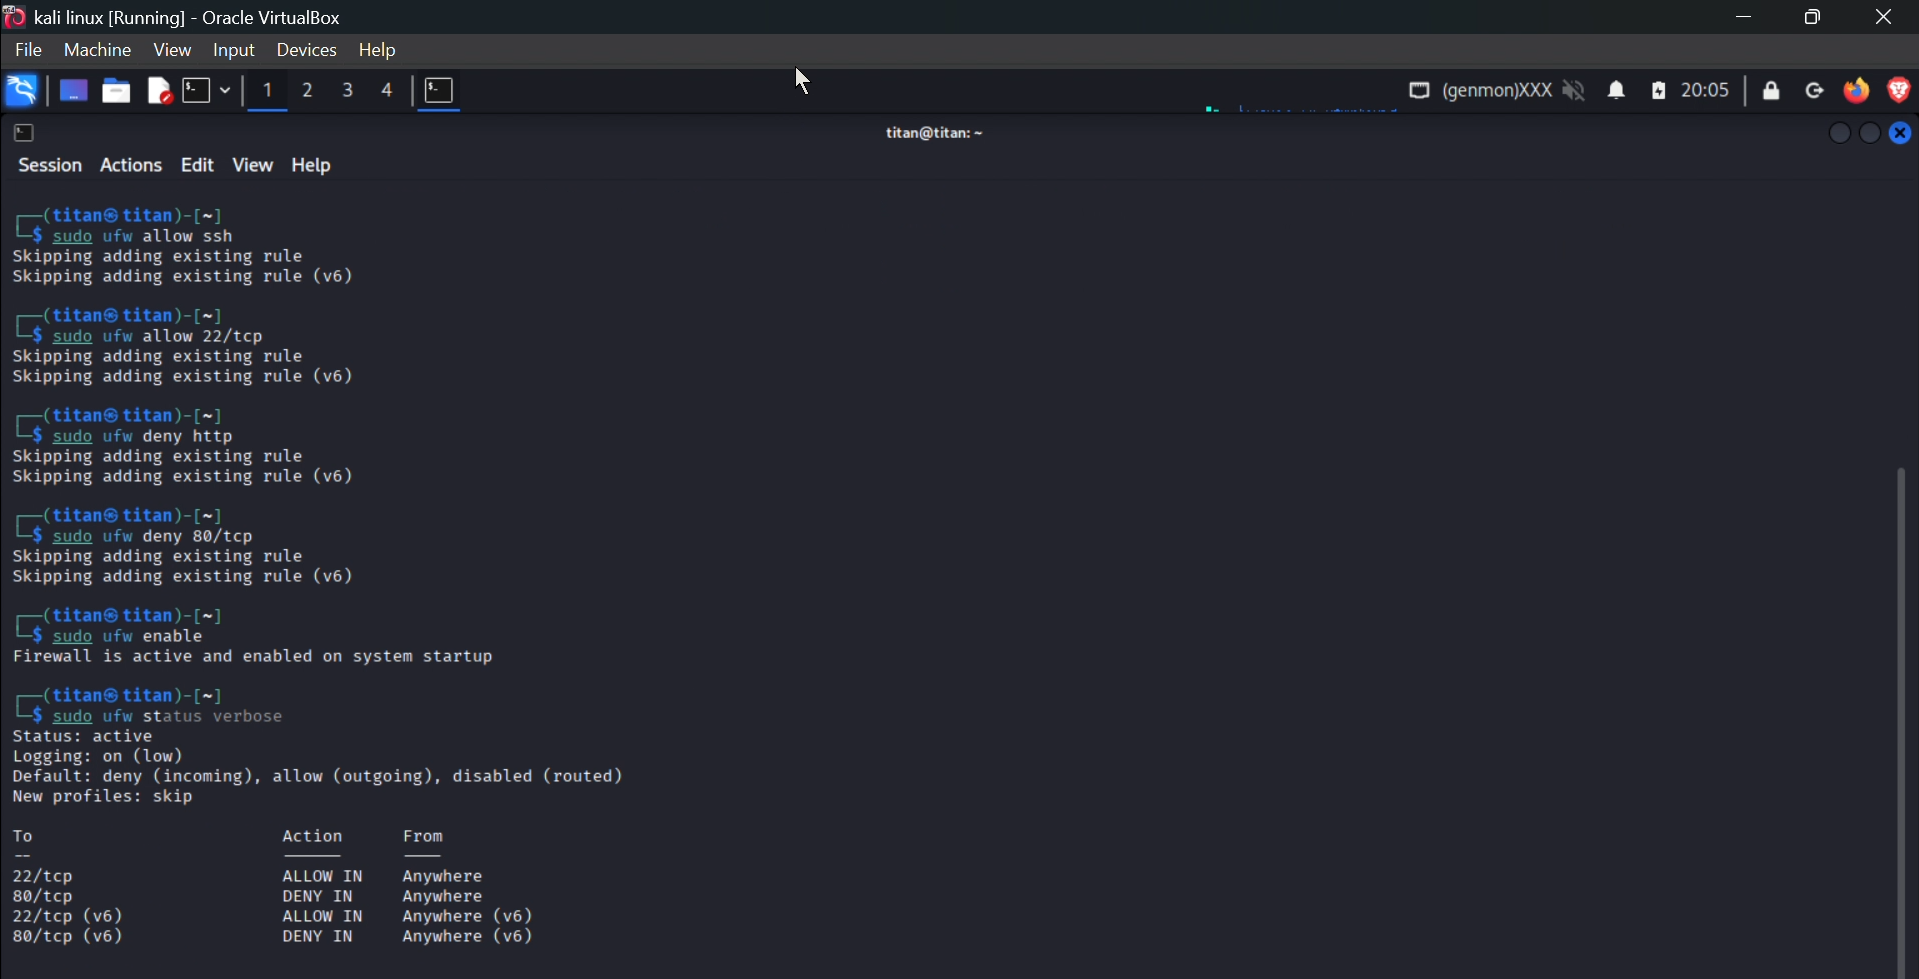 kali linux [Running] - Oracle VirtualBox
File Machine View Input Devices Help
1 2 3 4 (genmon)XXX 20:05
titan@titan: ~
Session Actions Edit View Help
┌──(titan㉿titan)-[~]
└─$ sudo ufw allow ssh
Skipping adding existing rule
Skipping adding existing rule (v6)
┌──(titan㉿titan)-[~]
└─$ sudo ufw allow 22/tcp
Skipping adding existing rule
Skipping adding existing rule (v6)
┌──(titan㉿titan)-[~]
└─$ sudo ufw deny http
Skipping adding existing rule
Skipping adding existing rule (v6)
┌──(titan㉿titan)-[~]
└─$ sudo ufw deny 80/tcp
Skipping adding existing rule
Skipping adding existing rule (v6)
┌──(titan㉿titan)-[~]
└─$ sudo ufw enable
Firewall is active and enabled on system startup
┌──(titan㉿titan)-[~]
└─$ sudo ufw status verbose
Status: active
Logging: on (low)
Default: deny (incoming), allow (outgoing), disabled (routed)
New profiles: skip
To Action From
-- ------ ----
22/tcp ALLOW IN Anywhere
80/tcp DENY IN Anywhere
22/tcp (v6) ALLOW IN Anywhere (v6)
80/tcp (v6) DENY IN Anywhere (v6)